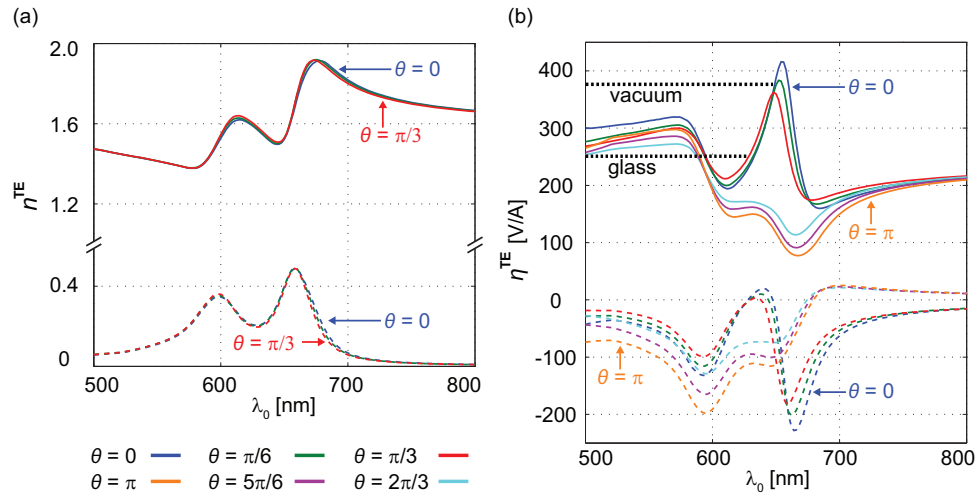 (a)
2.0
1.6
1.2
0.4
0
n^TE
θ = 0
θ = π/3
θ = 0
θ = π/3
500 600 700 800
λ₀ [nm]
(b)
400
300
200
100
0
-100
-200
η^TE [V/A]
vacuum
glass
θ = 0
θ = π
θ = π
θ = 0
500 600 700 800
λ₀ [nm]
θ = 0 θ = π/6 θ = π/3
θ = π θ = 5π/6 θ = 2π/3